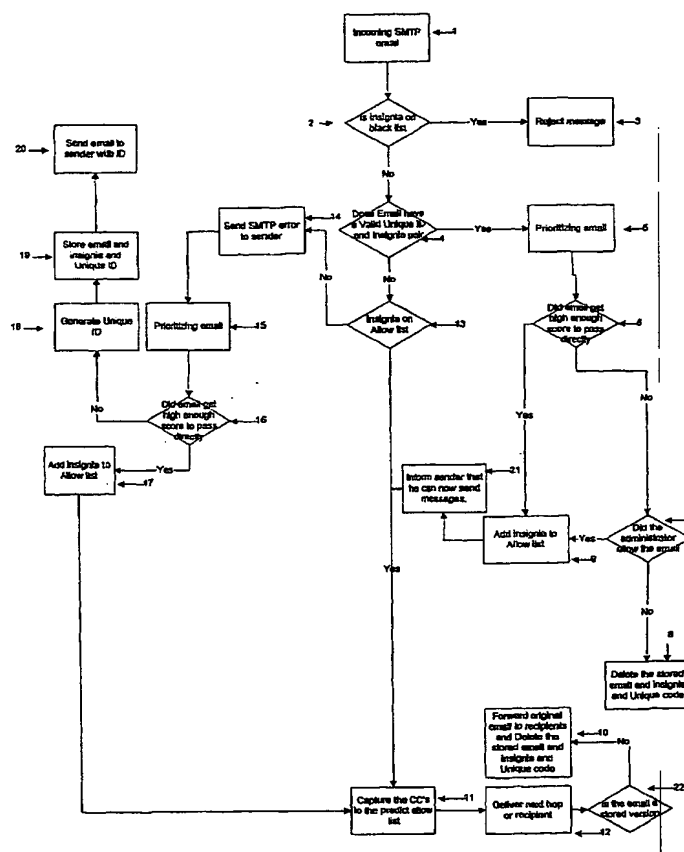 Incoming SMTP
email
1
Is Insignia on
black list
2
Yes
Reject message
3
No
Send email to
sender with ID
20
Does Email have
a Valid Unique ID
and Insignia pair
4
Yes
Prioritizing email
5
Send SMTP error
to sender
14
Store email and
insignia and
Unique ID
19
No
No
Insignia on
Allow list
13
Did email get
high enough
score to pass
directly
6
Generate Unique
ID
18
Prioritizing email
15
No
Yes
No
Did email get
high enough
score to pass
directly
16
Yes
Add insignia to
Allow list
17
Inform sender that
he can now send
messages.
21
Did the
administrator
allow the email
Yes
Add insignia to
Allow list
9
Yes
No
8
Delete the stored
email and insignia
and Unique code
Forward original
email to recipients
and Delete the
stored email and
insignia and
Unique code
10
No
Capture the CC's
to the predict allow
list
11
Deliver next hop
or recipient
12
Is the email a
stored version
22